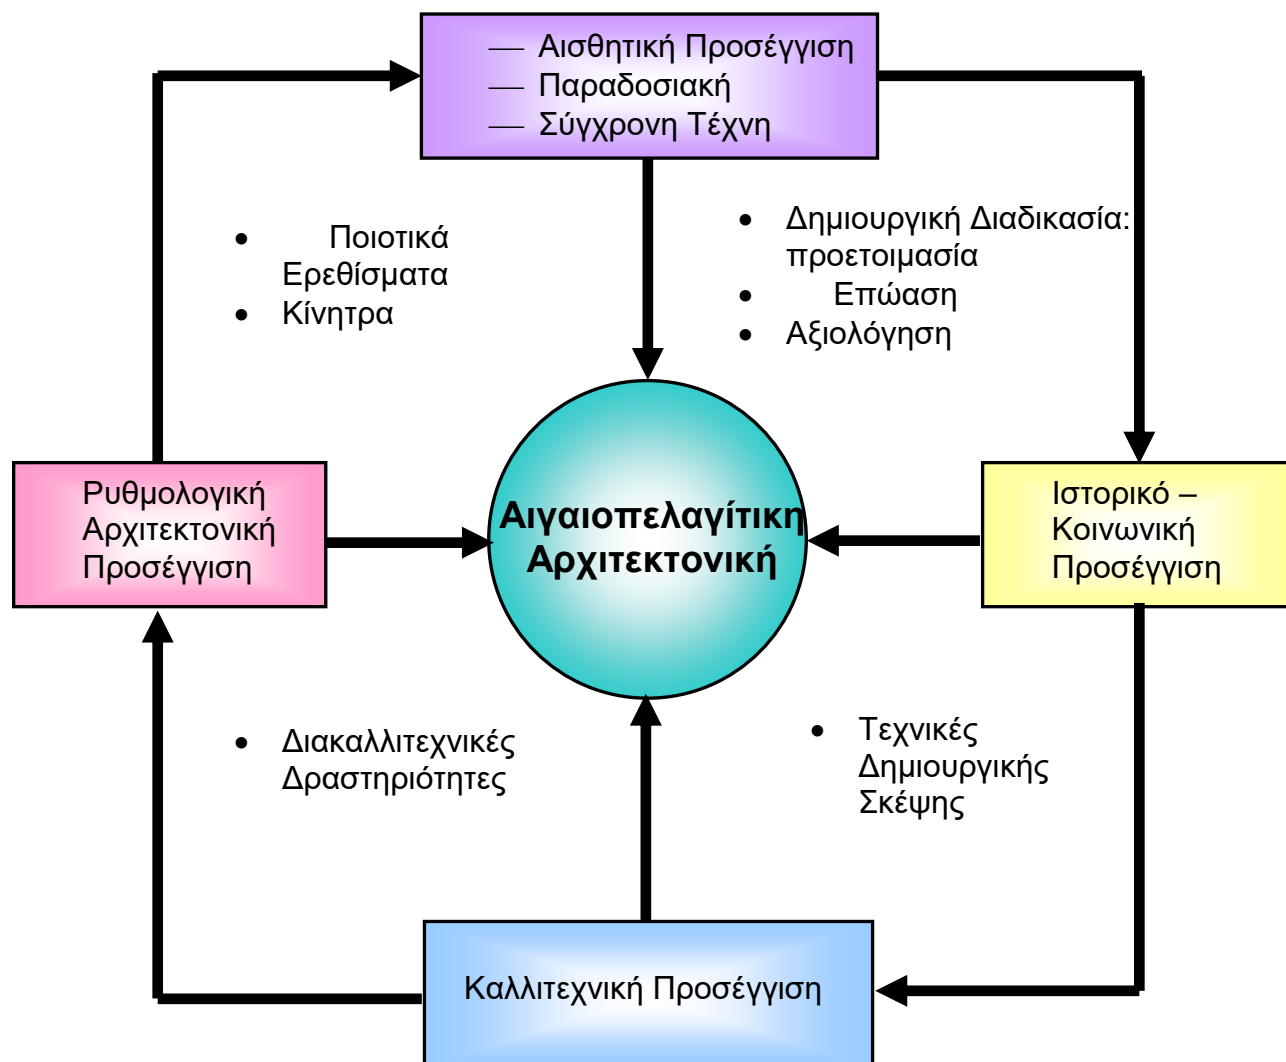 — Αισθητική Προσέγγιση
— Παραδοσιακή
— Σύγχρονη Τέχνη
• Ποιοτικά
Ερεθίσματα
• Κίνητρα
• Δημιουργική Διαδικασία:
προετοιμασία
• Επώαση
• Αξιολόγηση
Ρυθμολογική
Αρχιτεκτονική
Προσέγγιση
Αιγαιοπελαγίτικη
Αρχιτεκτονική
Ιστορικό –
Κοινωνική
Προσέγγιση
• Διακαλλιτεχνικές
Δραστηριότητες
• Τεχνικές
Δημιουργικής
Σκέψης
Καλλιτεχνική Προσέγγιση